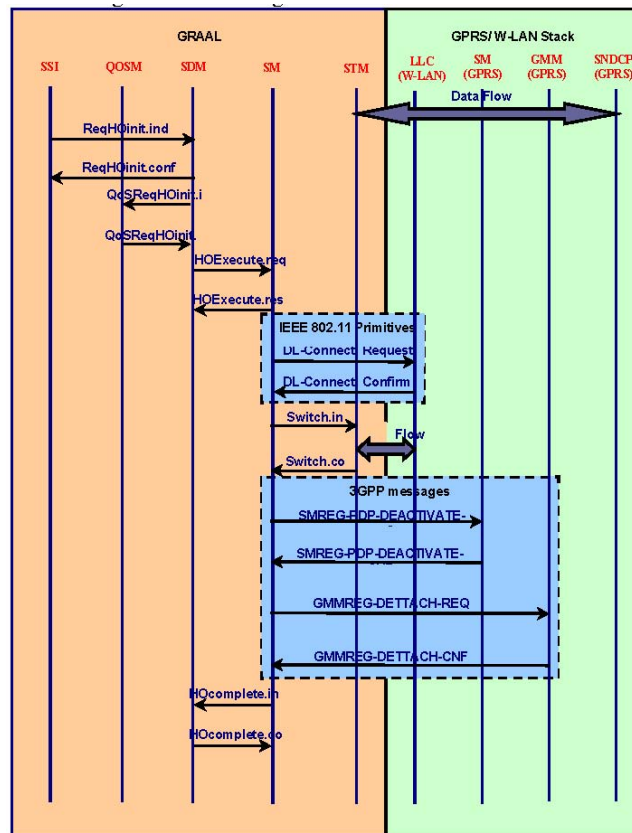 GRAAL
GPRS/ W-LAN Stack
SSI QOSM SDM SM STM LLC (W-LAN) SM (GPRS) GMM (GPRS) SNDCP (GPRS)
Data Flow
ReqHOinit.ind
ReqHOinit.conf
QoSReqHOinit.i
QoSReqHOinit.
HOExecute.req
HOExecute.res
IEEE 802.11 Primitives
DL-Connect Request
DL-Connect Confirm
Switch.in
Flow
Switch.co
3GPP messages
SMREG-PDP-DEACTIVATE-
SMREG-PDP-DEACTIVATE-
GMMREG-DETTACH-REQ
GMMREG-DETTACH-CNF
HOcomplete.in
HOcomplete.co